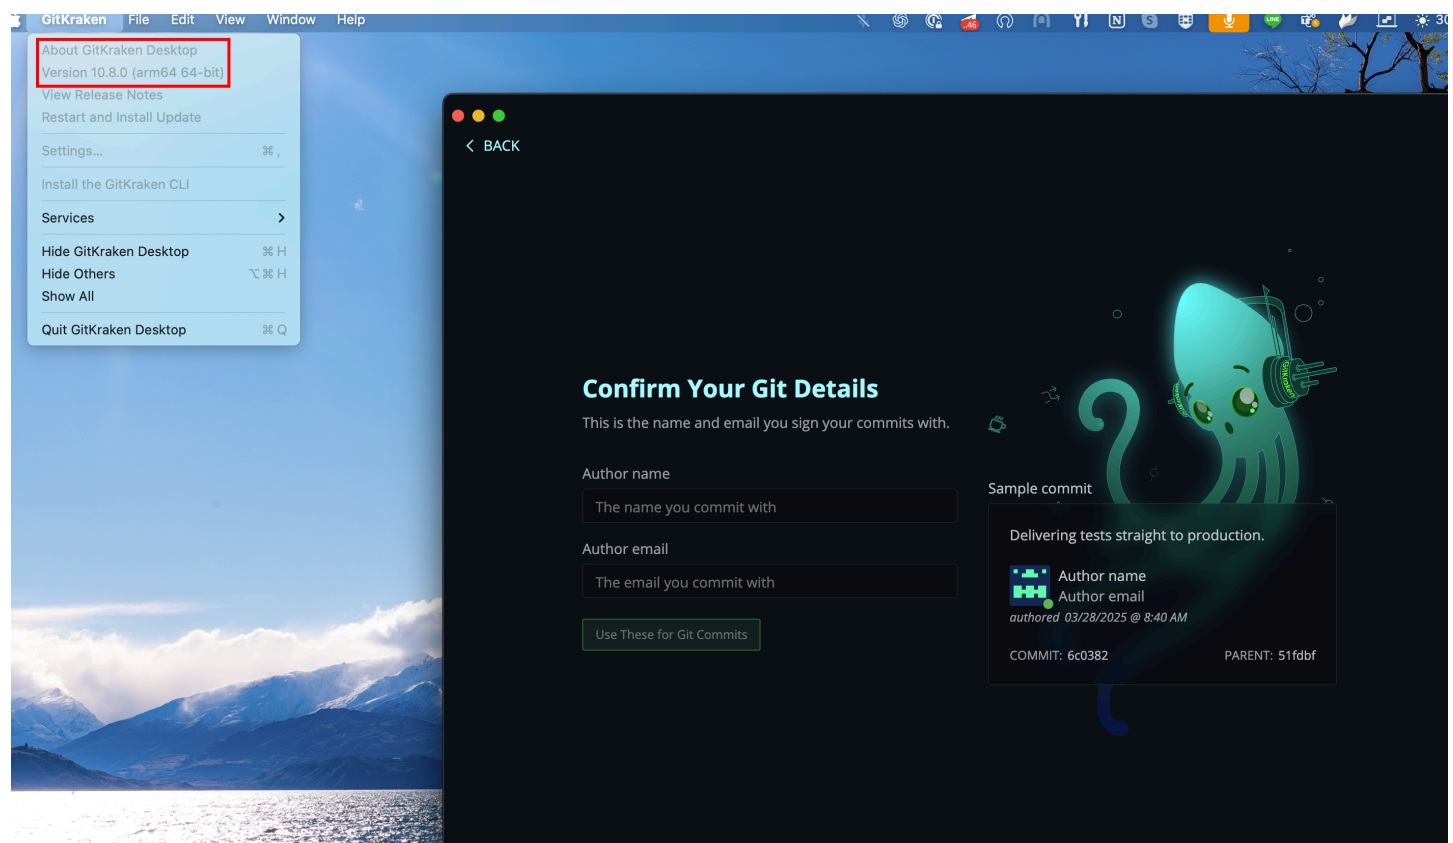 GitKraken File Edit View Window Help
About GitKraken Desktop
Version 10.8.0 (arm64 64-bit)
View Release Notes
Restart and Install Update
Settings... ⌘ ,
Install the GitKraken CLI
Services
Hide GitKraken Desktop ⌘ H
Hide Others ⌥ ⌘ H
Show All
Quit GitKraken Desktop ⌘ Q
BACK
Confirm Your Git Details
This is the name and email you sign your commits with.
Author name
The name you commit with
Author email
The email you commit with
Use These for Git Commits
GitKraken
Sample commit
Delivering tests straight to production.
Author name
Author email
authored 03/28/2025 @ 8:40 AM
COMMIT: 6c0382 PARENT: 51fdbf